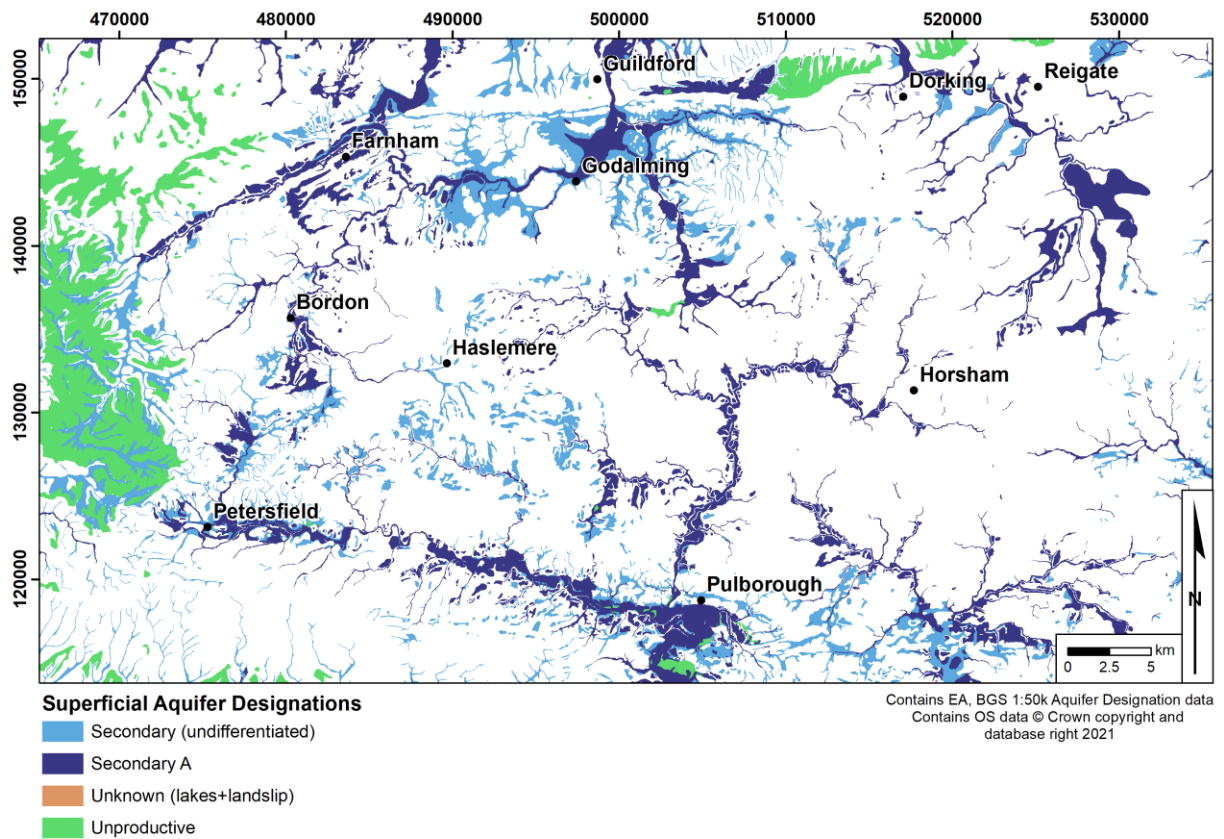 470000 480000 490000 500000 510000 520000 530000
150000
140000
130000
120000
Guildford
Dorking
Reigate
Farnham
Godalming
Bordon
Haslemere
Horsham
Petersfield
Pulborough
N
km
0 2.5 5
Superficial Aquifer Designations
Secondary (undifferentiated)
Secondary A
Unknown (lakes+landslip)
Unproductive
Contains EA, BGS 1:50k Aquifer Designation data
Contains OS data © Crown copyright and
database right 2021